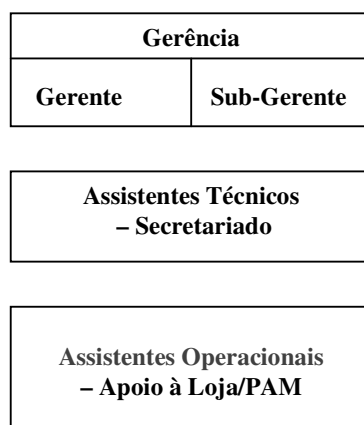 Gerência
Gerente
Sub-Gerente
Assistentes Técnicos
– Secretariado
Assistentes Operacionais
– Apoio à Loja/PAM